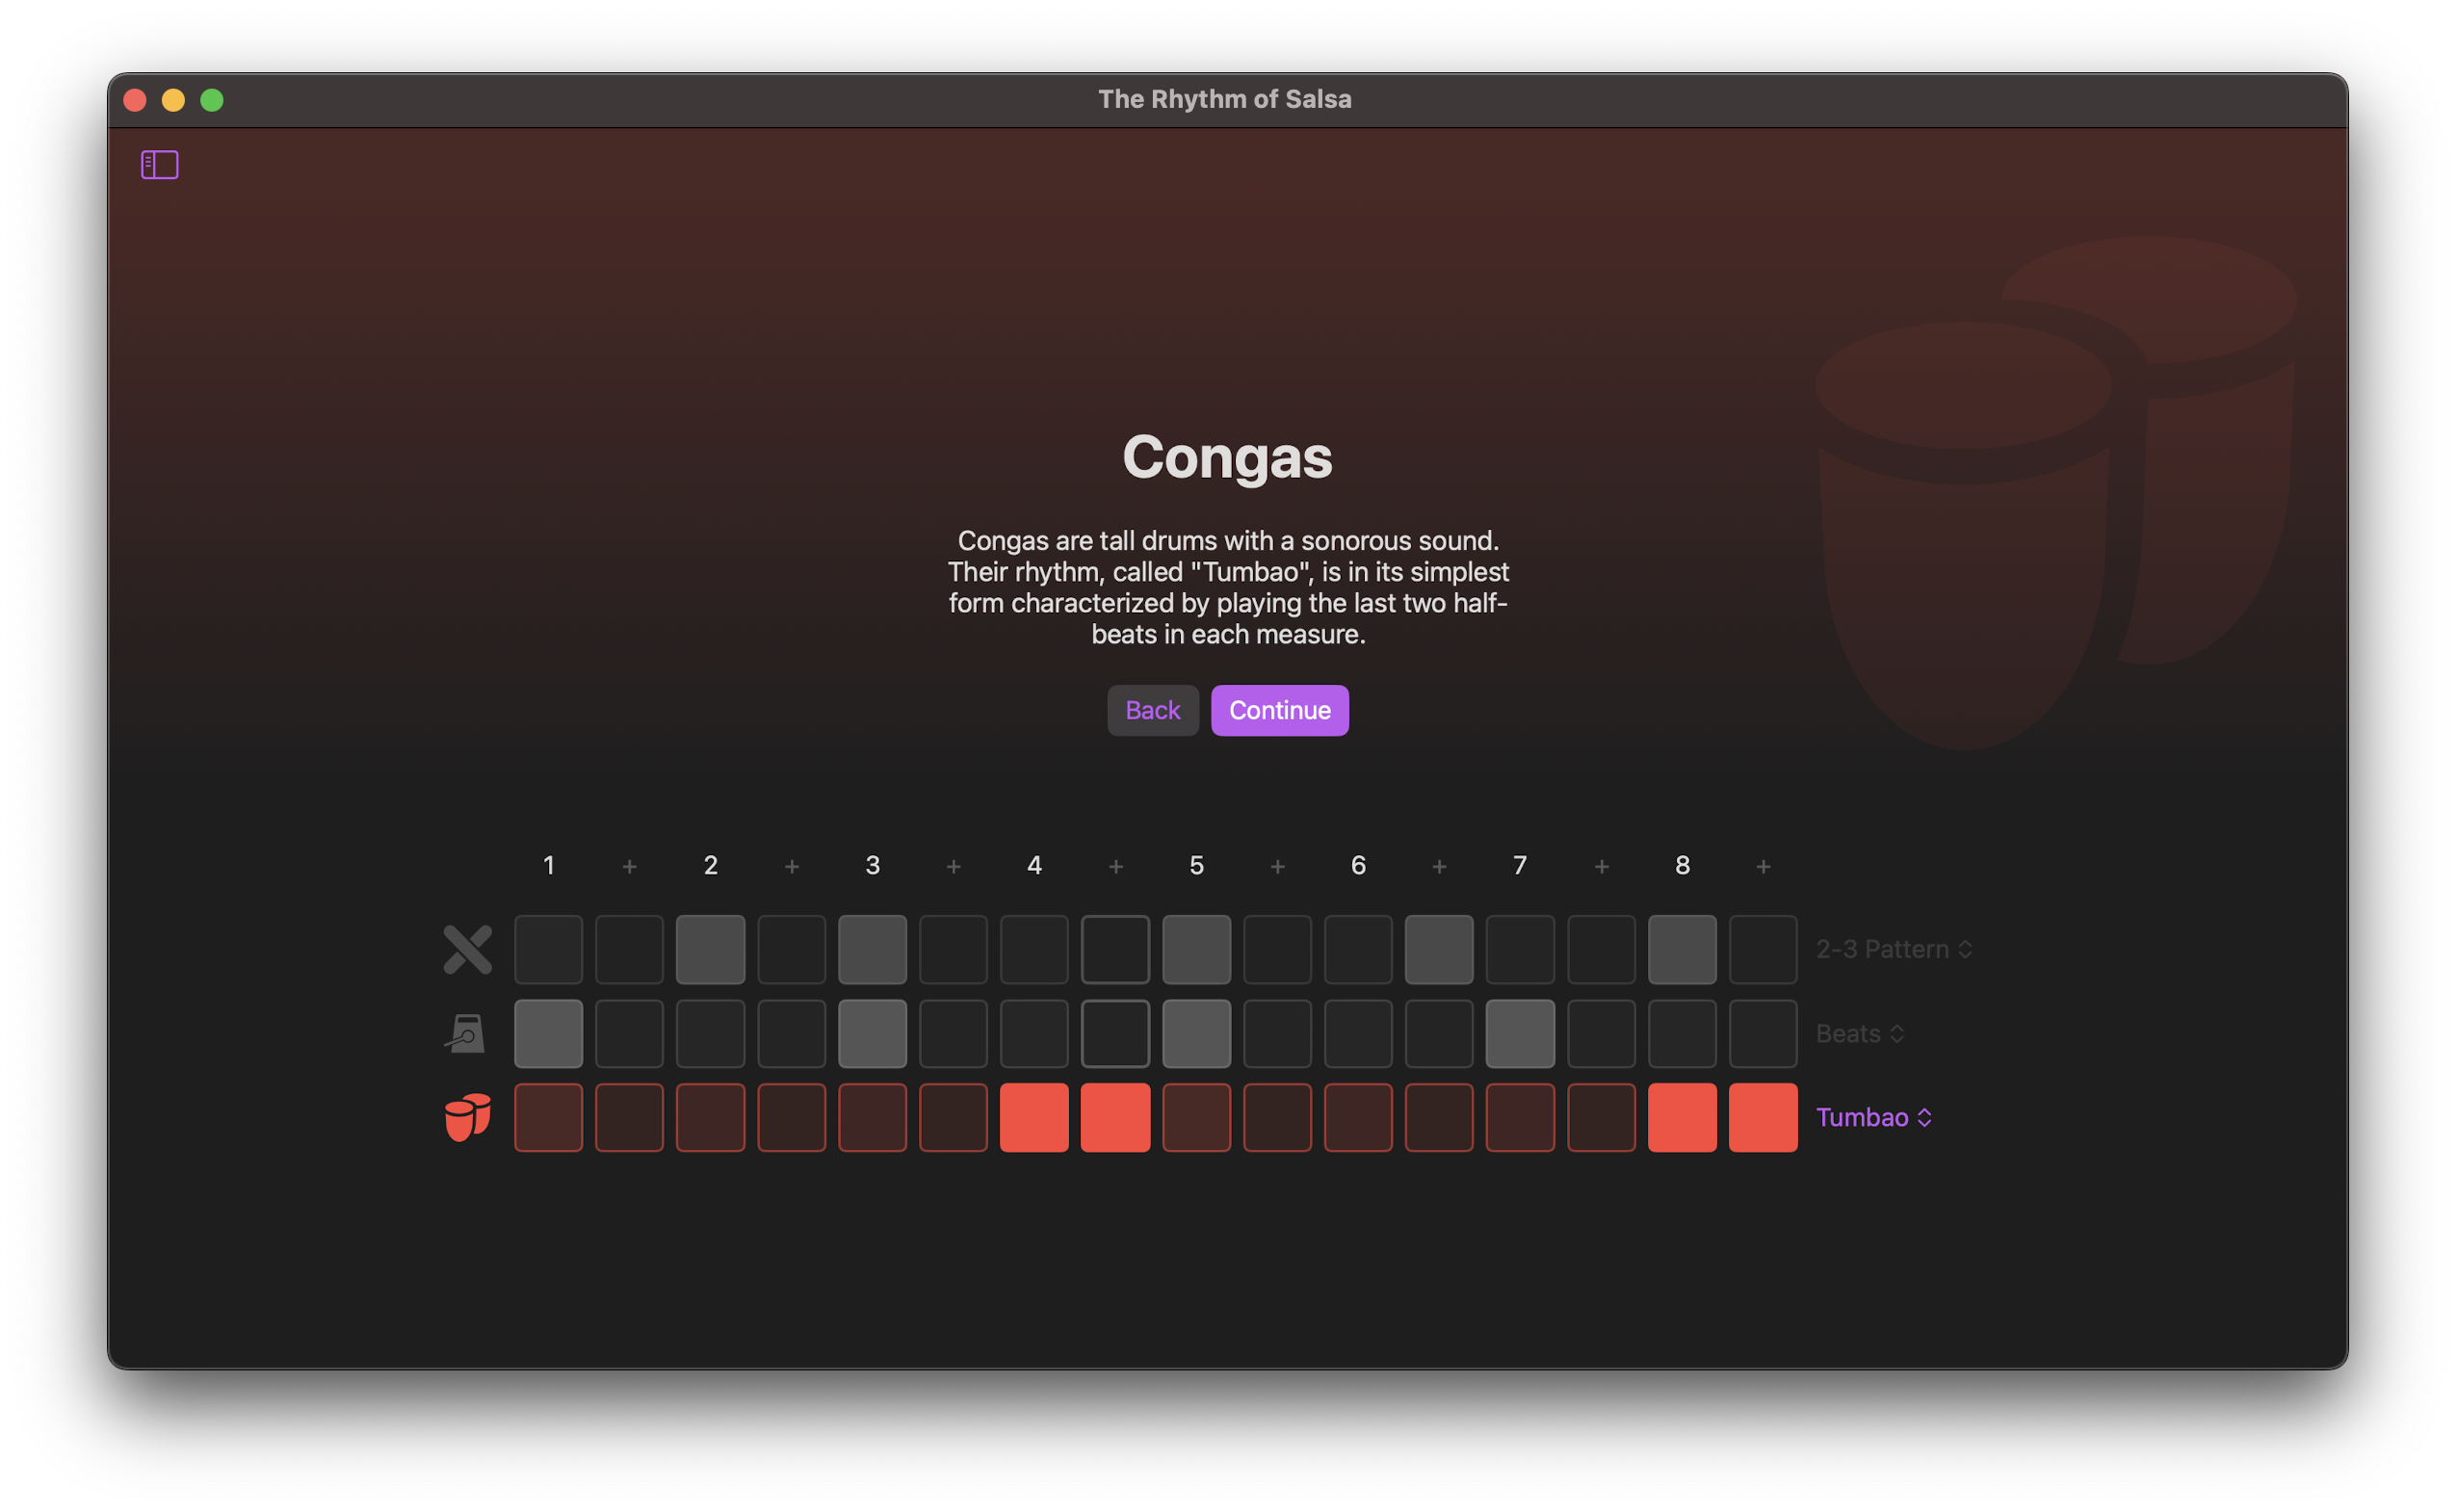 The Rhythm of Salsa
Congas
Congas are tall drums with a sonorous sound.
Their rhythm, called "Tumbao", is in its simplest
form characterized by playing the last two half-
beats in each measure.
Back Continue
1 + 2 + 3 + 4 + 5 + 6 + 7 + 8 +
2-3 Pattern
Beats
Tumbao